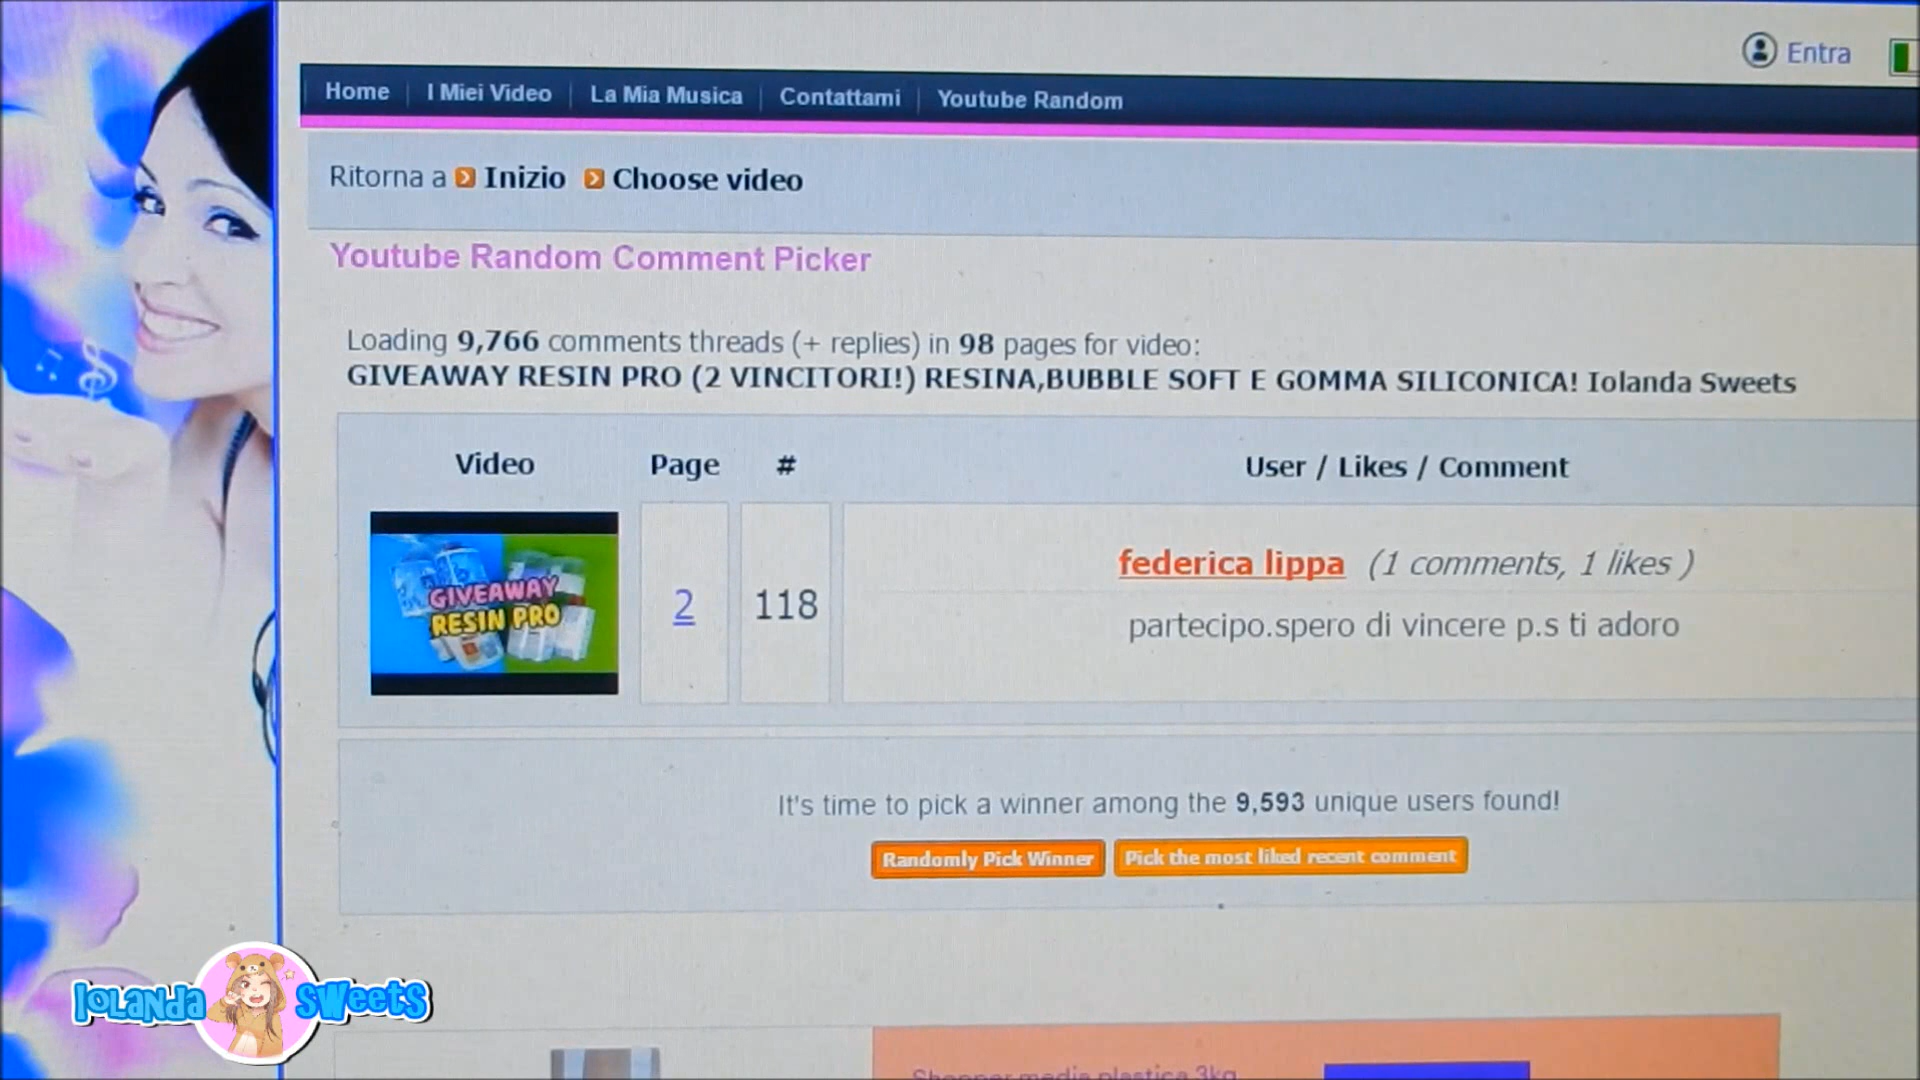 Entra
Home
I Miei Video
La Mia Musica
Contattami
Youtube Random
Ritorna a Inizio Choose video
Youtube Random Comment Picker
Loading 9,766 comments threads (+ replies) in 98 pages for video:
GIVEAWAY RESIN PRO (2 VINCITORI!) RESINA,BUBBLE SOFT E GOMMA SILICONICA! Iolanda Sweets
Video Page # User / Likes / Comment
GIVEAWAY
RESIN PRO
2
118
federica lippa (1 comments, 1 likes )
partecipo.spero di vincere p.s ti adoro
It's time to pick a winner among the 9,593 unique users found!
Randomly Pick Winner Pick the most liked recent comment
Iolanda Sweets
Shopper media plastica 3kg